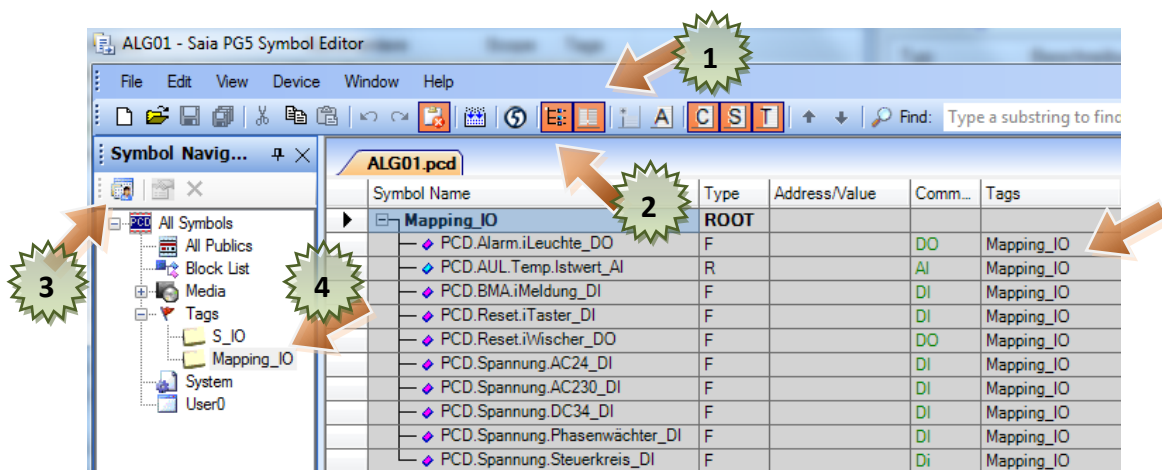 ALG01 - Saia PG5 Symbol Editor
1
File Edit View Device Window Help
A C S T Find: Type a substring to find
Symbol Navig...
ALG01.pcd
2
Symbol Name Type Address/Value Comm... Tags
3
PCD All Symbols
All Publics
Block List
Media
Tags
S_IO
Mapping_IO
System
User0
4
Mapping_IO ROOT
PCD.Alarm.iLeuchte_DO F DO Mapping_IO
PCD.AUL.Temp.Istwert_AI R AI Mapping_IO
PCD.BMA.iMeldung_DI F DI Mapping_IO
PCD.Reset.iTaster_DI F DI Mapping_IO
PCD.Reset.iWischer_DO F DO Mapping_IO
PCD.Spannung.AC24_DI F DI Mapping_IO
PCD.Spannung.AC230_DI F DI Mapping_IO
PCD.Spannung.DC34_DI F DI Mapping_IO
PCD.Spannung.Phasenwächter_DI F DI Mapping_IO
PCD.Spannung.Steuerkreis_DI F Di Mapping_IO